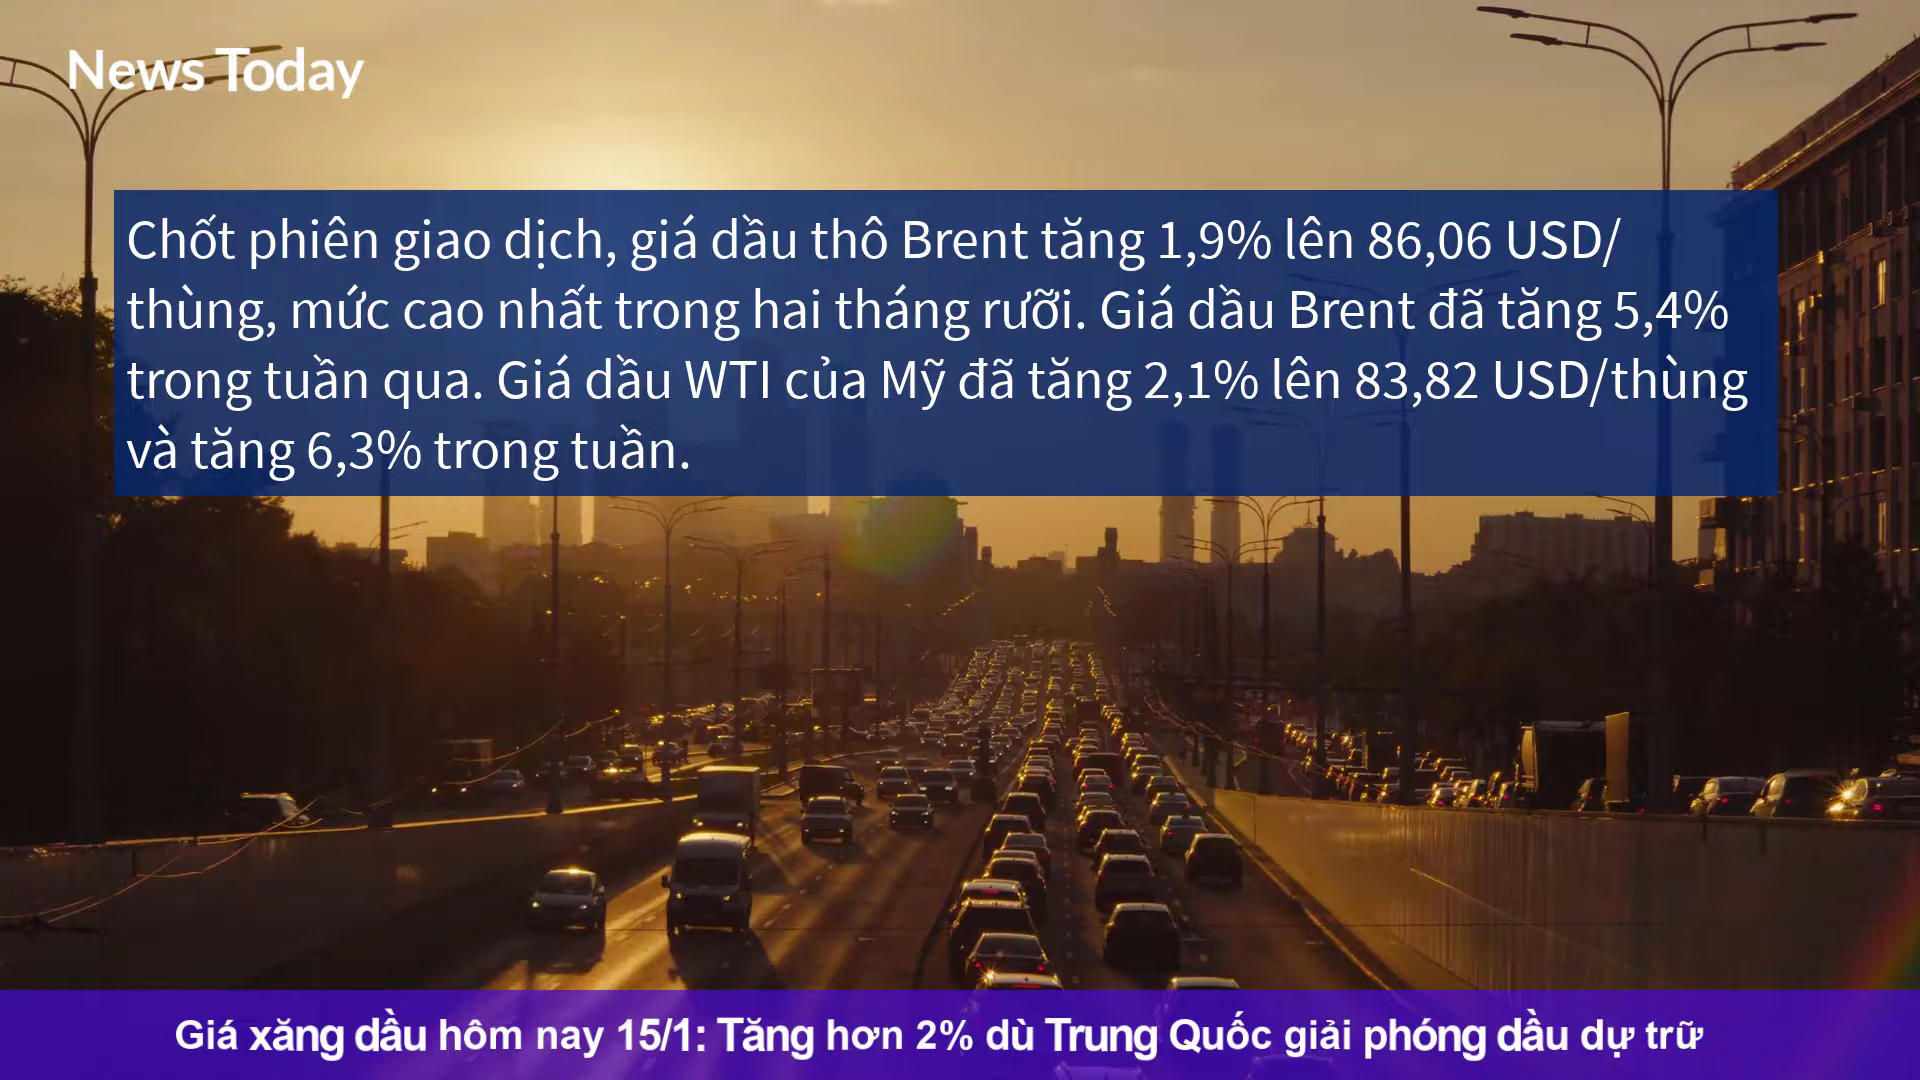 News Today
Chốt phiên giao dịch, giá dầu thô Brent tăng 1,9% lên 86,06 USD/
thùng, mức cao nhất trong hai tháng rưỡi. Giá dầu Brent đã tăng 5,4%
trong tuần qua. Giá dầu WTI của Mỹ đã tăng 2,1% lên 83,82 USD/thùng
và tăng 6,3% trong tuần.
Giá xăng dầu hôm nay 15/1: Tăng hơn 2% dù Trung Quốc giải phóng dầu dự trữ